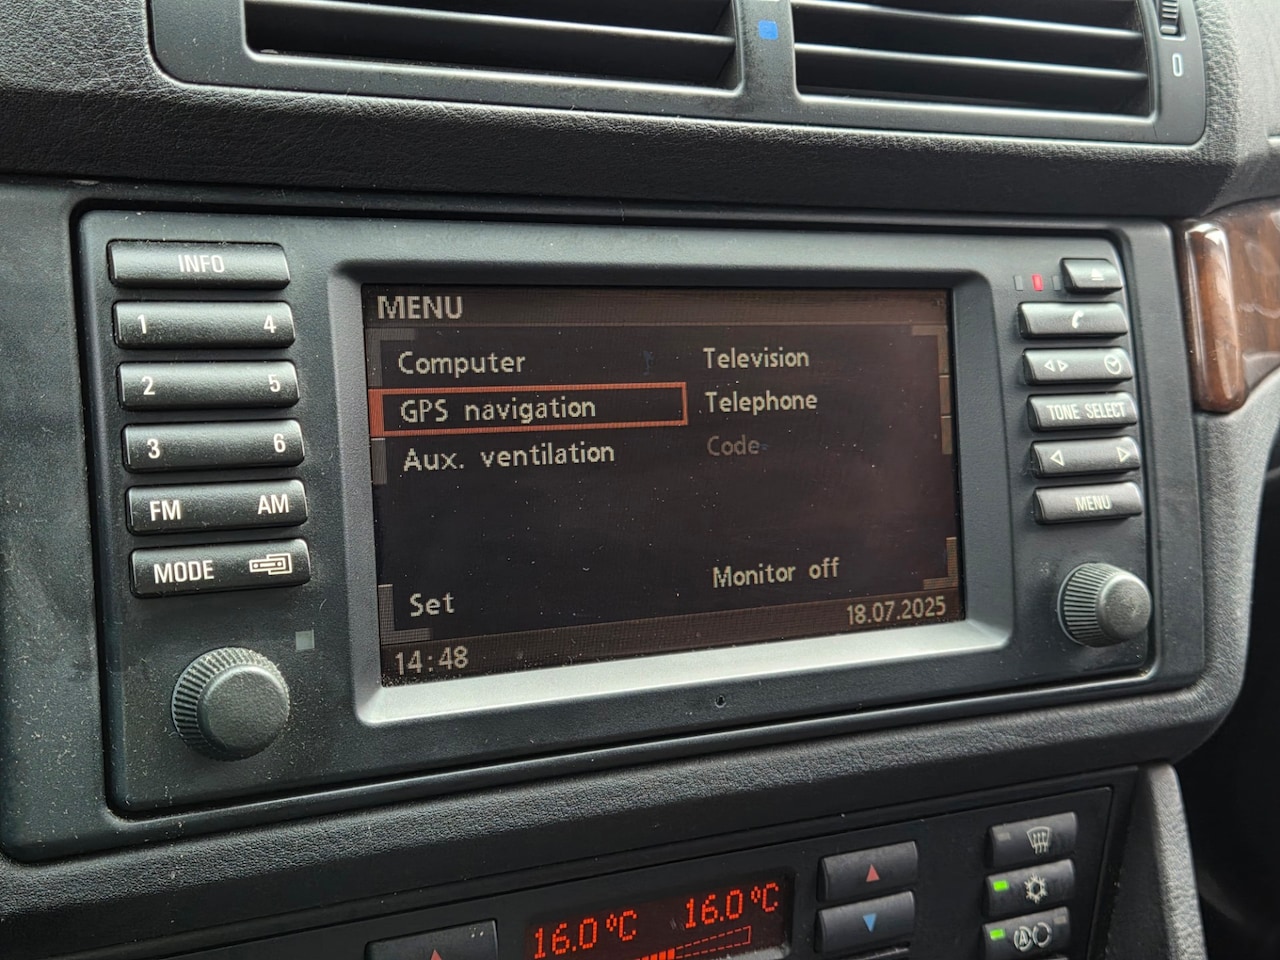 INFO
1 4
2 5
3 6
FM AM
MODE
MENU
Computer
GPS navigation
Aux. ventilation
Set
Television
Telephone
Code
Monitor off
14:48
18.07.2025
TONE SELECT
MENU
0
16.0°C 16.0°C
A